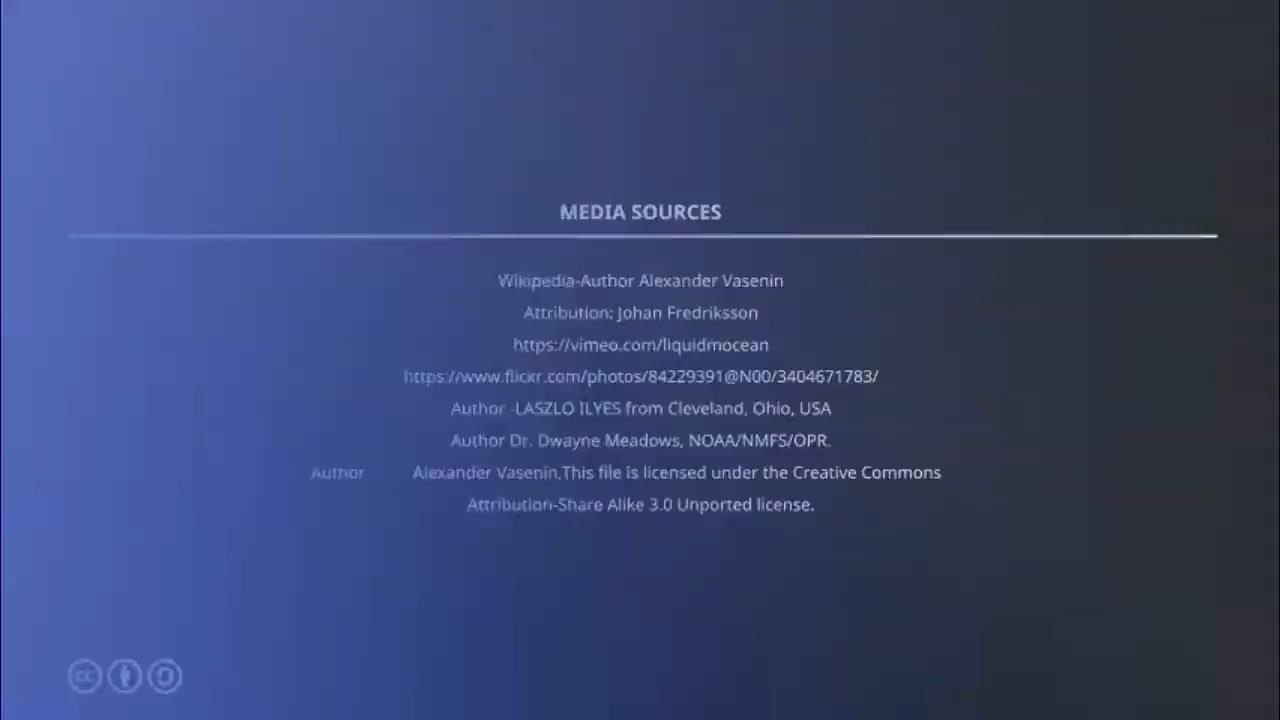 MEDIA SOURCES
Wikipedia-Author Alexander Vasenin
Attribution: Johan Fredriksson
https://vimeo.com/liquidmocean
https://www.flickr.com/photos/84229391@N00/3404671783/
Author -LASZLO ILYES from Cleveland, Ohio, USA
Author Dr. Dwayne Meadows, NOAA/NMFS/OPR.
Author Alexander Vasenin,This file is licensed under the Creative Commons
Attribution-Share Alike 3.0 Unported license.
cc